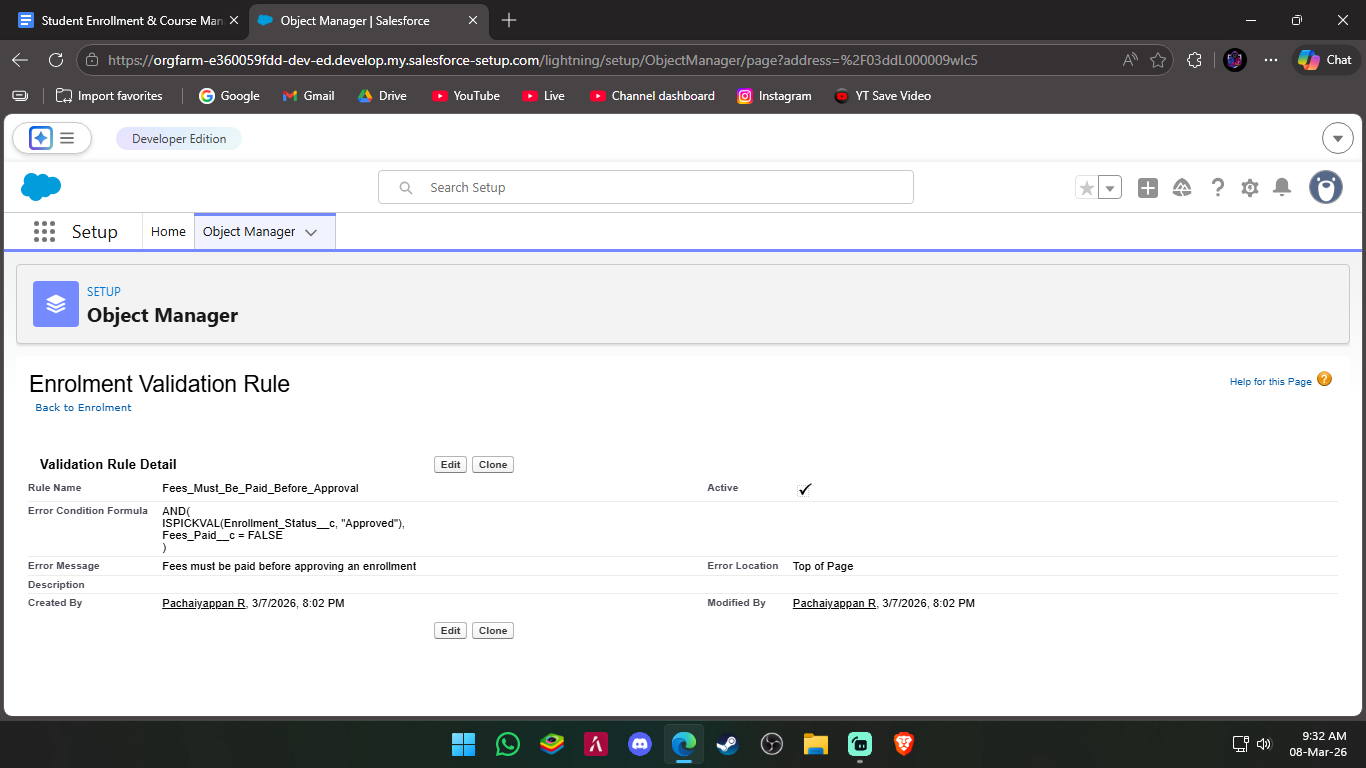 Student Enrollment & Course Man
Object Manager | Salesforce
https://orgfarm-e360059fdd-dev-ed.develop.my.salesforce-setup.com/lightning/setup/ObjectManager/page?address=%2F03ddL000009wIc5
Chat
Import favorites
Google
Gmail
Drive
YouTube
Live
Channel dashboard
Instagram
YT Save Video
Developer Edition
Search Setup
Setup
Home
Object Manager
SETUP
Object Manager
Enrolment Validation Rule
Help for this Page
Back to Enrolment
Validation Rule Detail
Edit
Clone
Rule Name
Fees_Must_Be_Paid_Before_Approval
Active
Error Condition Formula
AND(
ISPICKVAL(Enrollment_Status__c, "Approved"),
Fees_Paid__c = FALSE
)
Error Message
Fees must be paid before approving an enrollment
Error Location
Top of Page
Description
Created By
Pachaiyappan R, 3/7/2026, 8:02 PM
Modified By
Pachaiyappan R, 3/7/2026, 8:02 PM
Edit
Clone
9:32 AM
08-Mar-26